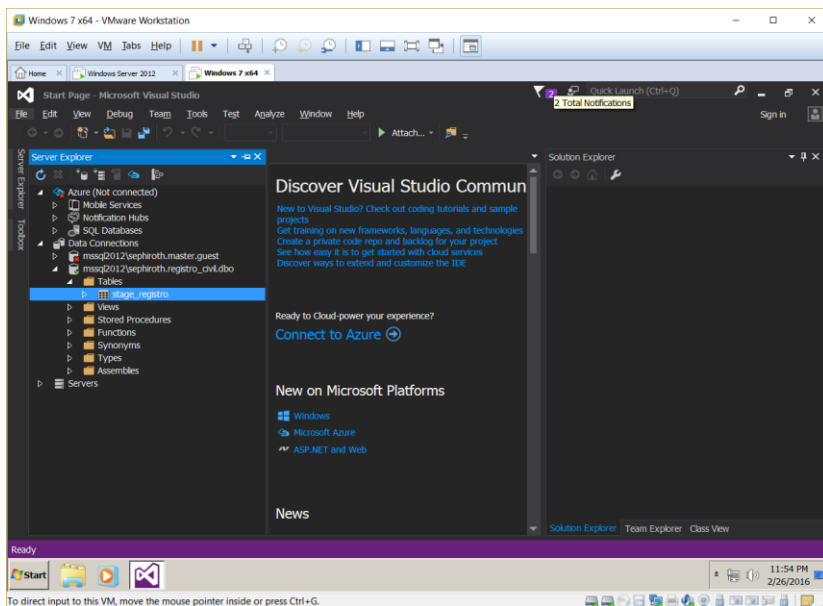 Windows 7 x64 - VMware Workstation
File Edit View VM Tabs Help
Home Windows Server 2012 Windows 7 x64
Start Page - Microsoft Visual Studio
2
Quick Launch (Ctrl+Q)
2 Total Notifications
File Edit View Debug Team Tools Test Analyze Window Help
Sign in
Attach...
Server Explorer
Toolbox
Server Explorer
Azure (Not connected)
Mobile Services
Notification Hubs
SQL Databases
Data Connections
mssql2012\sephiroth.master.guest
mssql2012\sephiroth.registro_civil.dbo
Tables
stage_registro
Views
Stored Procedures
Functions
Synonyms
Types
Assemblies
Servers
Discover Visual Studio Commun
New to Visual Studio? Check out coding tutorials and sample
projects
Get training on new frameworks, languages, and technologies
Create a private code repo and backlog for your project
See how easy it is to get started with cloud services
Discover ways to extend and customize the IDE
Ready to Cloud-power your experience?
Connect to Azure
New on Microsoft Platforms
Windows
Microsoft Azure
ASP.NET and Web
News
Solution Explorer
Solution Explorer Team Explorer Class View
Ready
Start
11:54 PM
2/26/2016
To direct input to this VM, move the mouse pointer inside or press Ctrl+G.